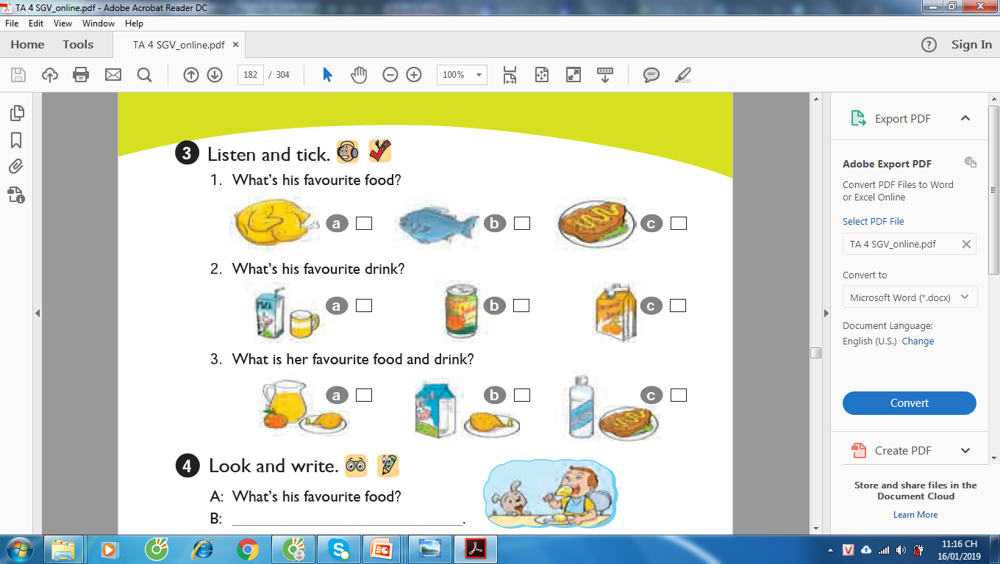 TA 4 SGV_online.pdf - Adobe Acrobat Reader DC
File Edit View Window Help
Home Tools TA 4 SGV_online.pdf × ? Sign In
182 / 304 100%
3 Listen and tick.
1. What's his favourite food?
a b c
2. What's his favourite drink?
MILK
a b c
3. What is her favourite food and drink?
a b c
4 Look and write.
A: What's his favourite food?
B: ______________________________.
Export PDF
Adobe Export PDF
Convert PDF Files to Word
or Excel Online
Select PDF File
TA 4 SGV_online.pdf
Convert to
Microsoft Word (*.docx)
Document Language:
English (U.S.) Change
Convert
Create PDF
Store and share files in the
Document Cloud
Learn More
11:16 CH
16/01/2019